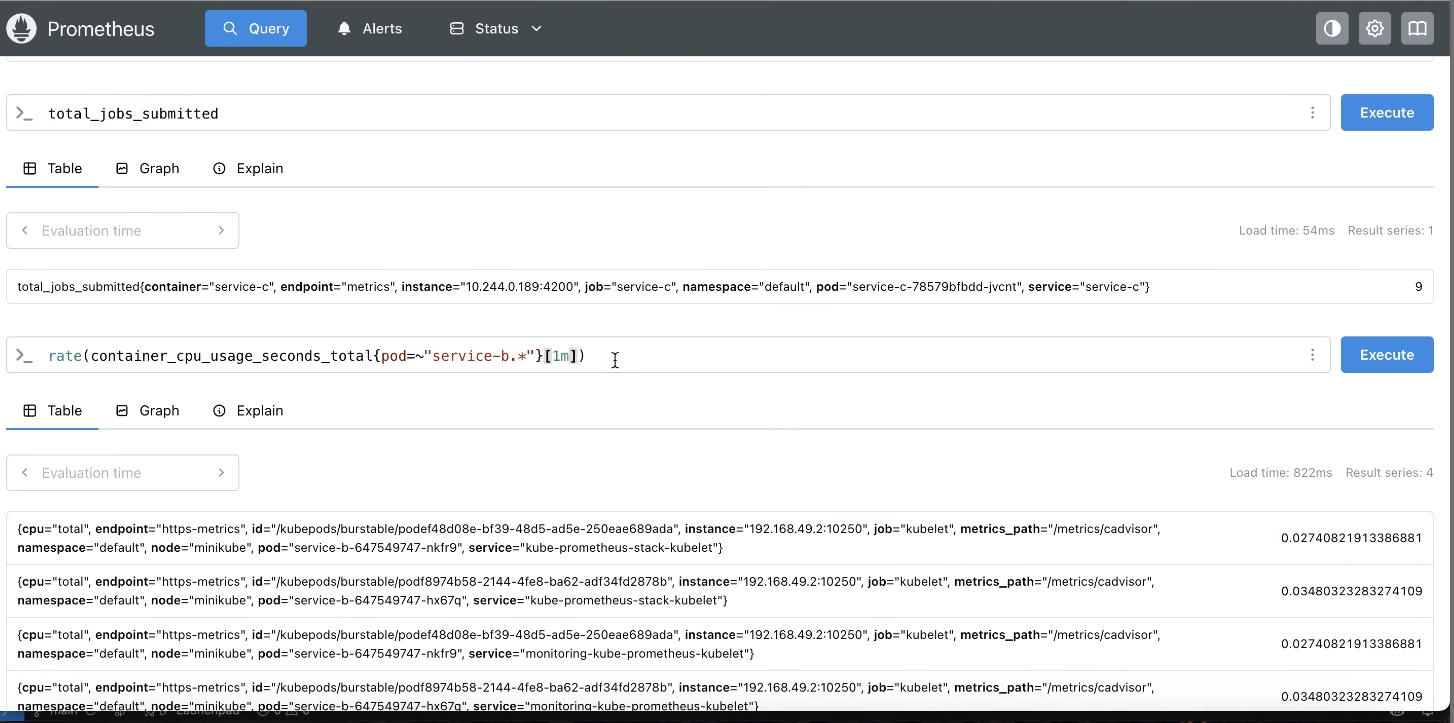 Prometheus
Query
Alerts
Status
total_jobs_submitted
Execute
Table
Graph
Explain
Evaluation time
Load time: 54ms Result series: 1
total_jobs_submitted{container="service-c", endpoint="metrics", instance="10.244.0.189:4200", job="service-c", namespace="default", pod="service-c-78579bfbdd-jvcnt", service="service-c"} 9
rate(container_cpu_usage_seconds_total{pod=~"service-b.*"}[1m])
Execute
Table
Graph
Explain
Evaluation time
Load time: 822ms Result series: 4
{cpu="total", endpoint="https-metrics", id="/kubepods/burstable/podef48d08e-bf39-48d5-ad5e-250eae689ada", instance="192.168.49.2:10250", job="kubelet", metrics_path="/metrics/cadvisor",
namespace="default", node="minikube", pod="service-b-647549747-nkfr9", service="kube-prometheus-stack-kubelet"}
0.02740821913386881
{cpu="total", endpoint="https-metrics", id="/kubepods/burstable/podf8974b58-2144-4fe8-ba62-adf34fd2878b", instance="192.168.49.2:10250", job="kubelet", metrics_path="/metrics/cadvisor",
namespace="default", node="minikube", pod="service-b-647549747-hx67q", service="kube-prometheus-stack-kubelet"}
0.03480323283274109
{cpu="total", endpoint="https-metrics", id="/kubepods/burstable/podef48d08e-bf39-48d5-ad5e-250eae689ada", instance="192.168.49.2:10250", job="kubelet", metrics_path="/metrics/cadvisor",
namespace="default", node="minikube", pod="service-b-647549747-nkfr9", service="monitoring-kube-prometheus-kubelet"}
0.02740821913386881
{cpu="total", endpoint="https-metrics", id="/kubepods/burstable/podf8974b58-2144-4fe8-ba62-adf34fd2878b", instance="192.168.49.2:10250", job="kubelet", metrics_path="/metrics/cadvisor",
namespace="default", node="minikube", pod="service-b-647549747-hx67q", service="monitoring-kube-prometheus-kubelet"}
0.03480323283274109